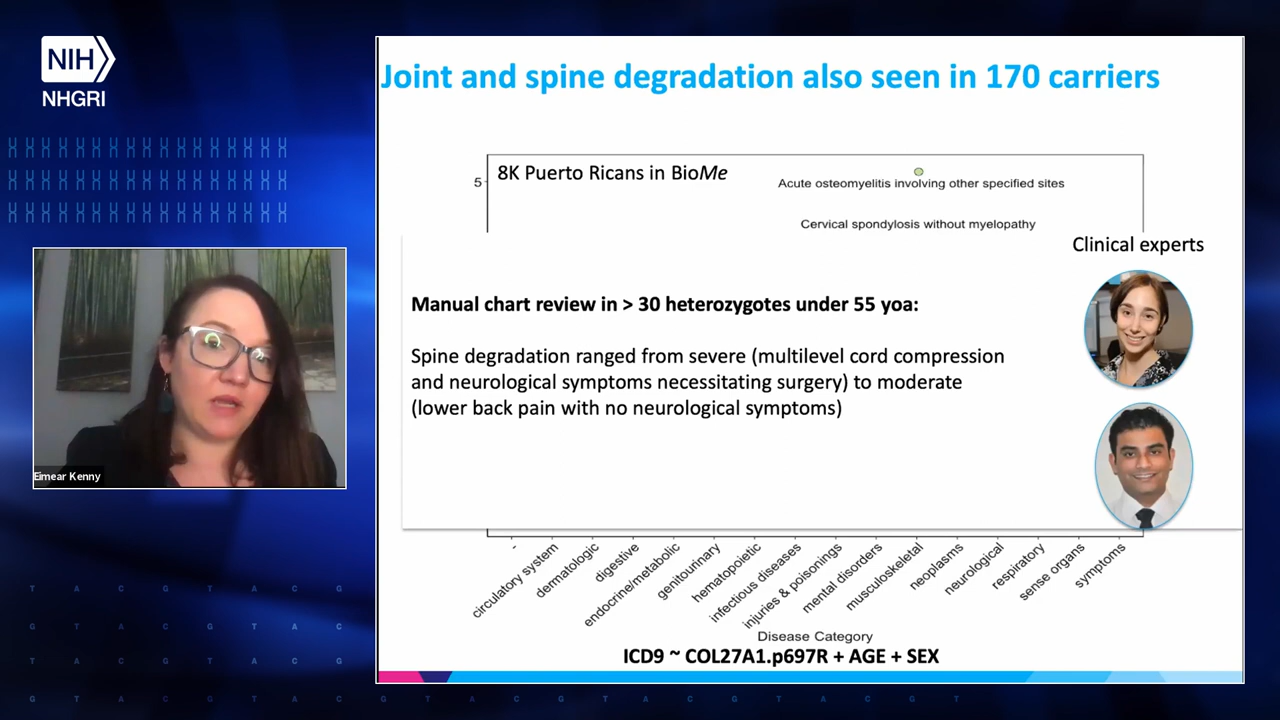 NIH
NHGRI
Eimear Kenny
Joint and spine degradation also seen in 170 carriers
8K Puerto Ricans in BioMe
5
Acute osteomyelitis involving other specified sites
Cervical spondylosis without myelopathy
Clinical experts
Manual chart review in > 30 heterozygotes under 55 yoa:
Spine degradation ranged from severe (multilevel cord compression
and neurological symptoms necessitating surgery) to moderate
(lower back pain with no neurological symptoms)
-
circulatory system
dermatologic
digestive
endocrine/metabolic
genitourinary
hematopoietic
infectious diseases
injuries & poisonings
mental disorders
musculoskeletal
neoplasms
neurological
respiratory
sense organs
symptoms
Disease Category
ICD9 ~ COL27A1.p697R + AGE + SEX
T A C G T A C G
G T A C G T A C
T A C G T A C G
G T A C G T A C G T A C G T A C G T A C G T A C G T